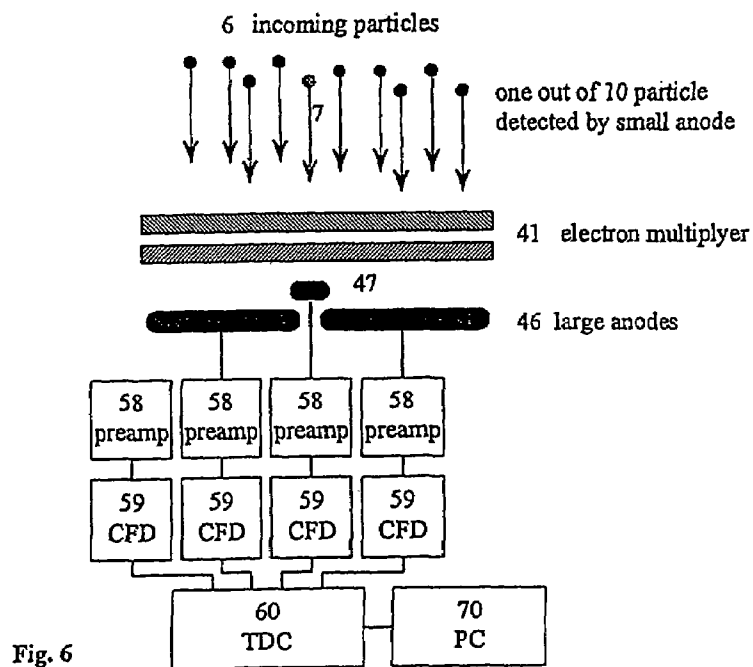 6 incoming particles
7
one out of 10 particle
detected by small anode
41 electron multiplyer
47
46 large anodes
58 preamp
58 preamp
58 preamp
58 preamp
59 CFD
59 CFD
59 CFD
59 CFD
60 TDC
70 PC
Fig. 6